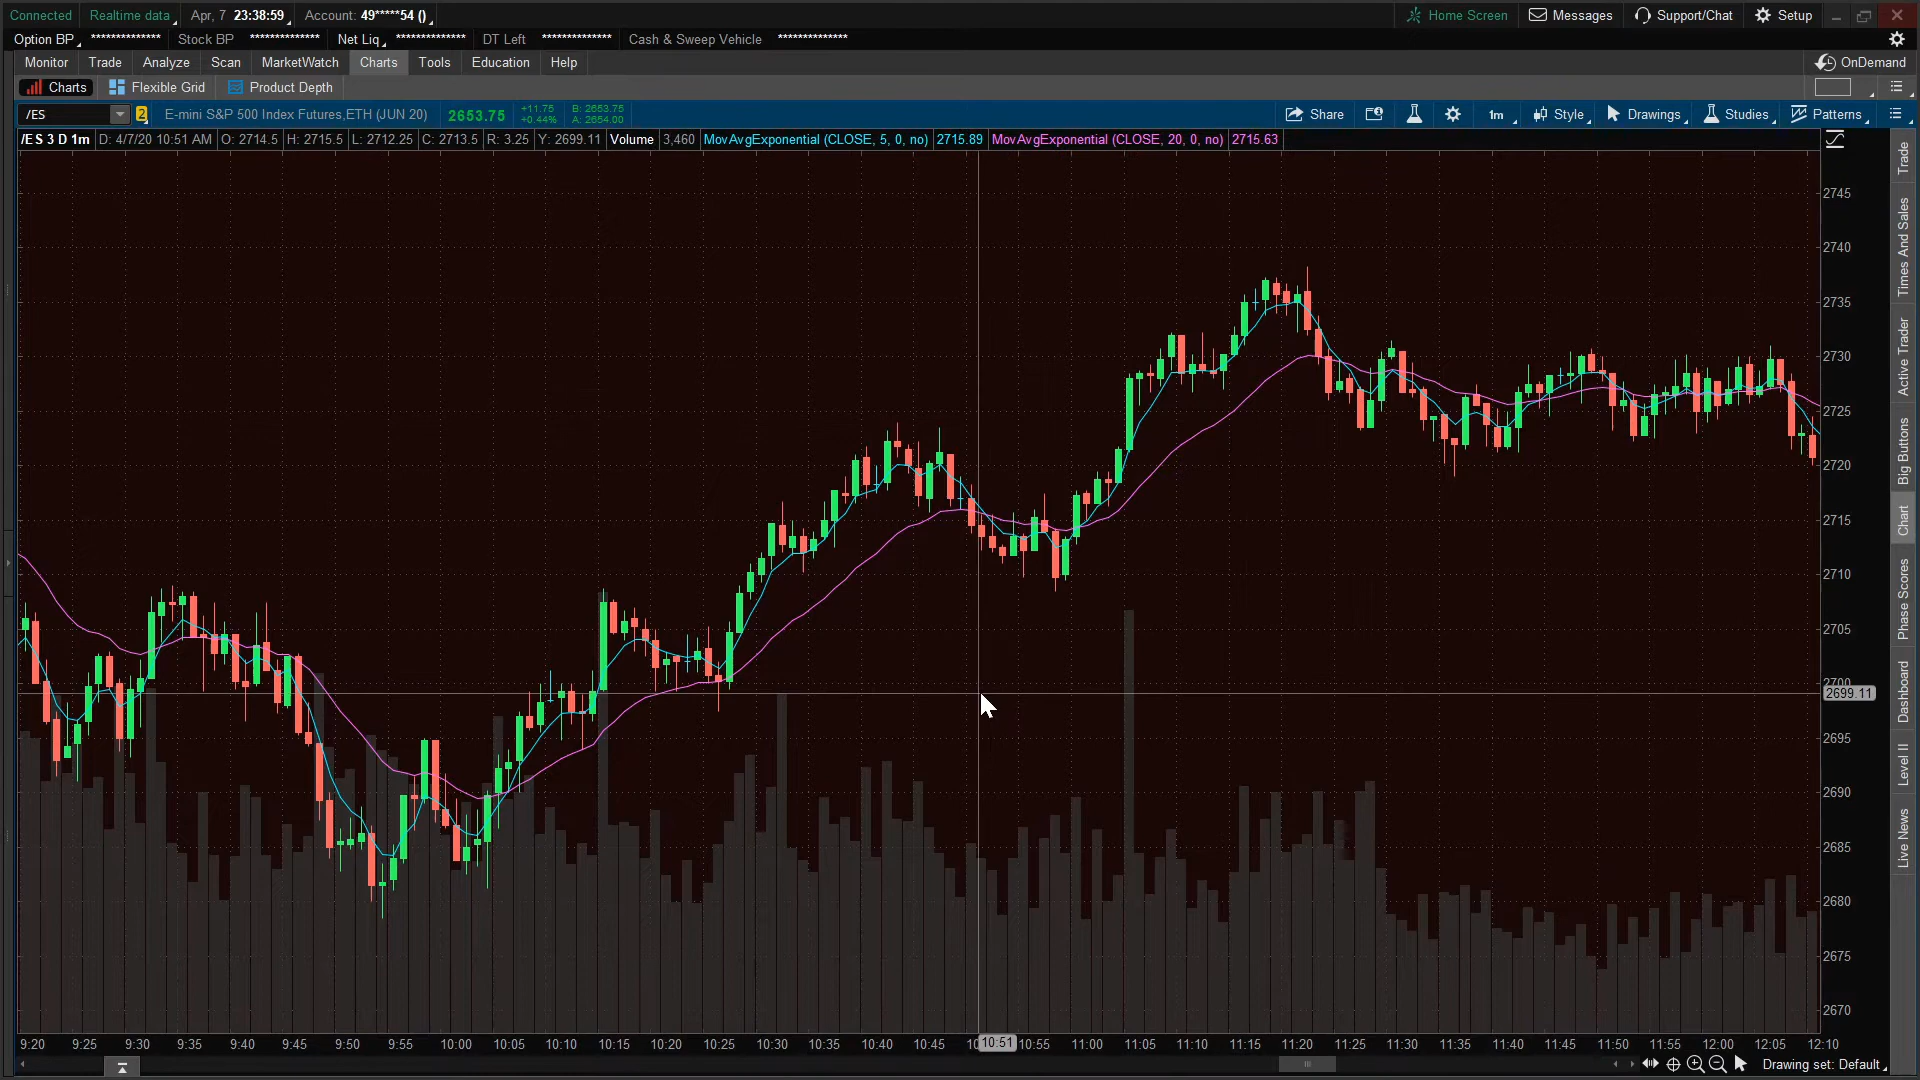 Connected Realtime data Apr, 7 23:38:59 Account: 49*****54 () Home Screen Messages Support/Chat Setup
Option BP ************** Stock BP ************** Net Liq ************** DT Left ************** Cash & Sweep Vehicle **************
Monitor Trade Analyze Scan MarketWatch Charts Tools Education Help OnDemand
Charts Flexible Grid Product Depth
/ES 2 E-mini S&P 500 Index Futures,ETH (JUN 20) 2653.75 +11.75 +0.44% B: 2653.75 A: 2654.00 Share 1m Style Drawings Studies Patterns
/ES 3 D 1m D: 4/7/20 10:51 AM O: 2714.5 H: 2715.5 L: 2712.25 C: 2713.5 R: 3.25 Y: 2699.11 Volume 3,460 MovAvgExponential (CLOSE, 5, 0, no) 2715.89 MovAvgExponential (CLOSE, 20, 0, no) 2715.63
2745
2740
2735
2730
2725
2720
2715
2710
2705
2700
2699.11
2695
2690
2685
2680
2675
2670
Trade
Times And Sales
Active Trader
Big Buttons
Chart
Phase Scores
Dashboard
Level II
Live News
9:20 9:25 9:30 9:35 9:40 9:45 9:50 9:55 10:00 10:05 10:10 10:15 10:20 10:25 10:30 10:35 10:40 10:45 10:51 10:55 11:00 11:05 11:10 11:15 11:20 11:25 11:30 11:35 11:40 11:45 11:50 11:55 12:00 12:05 12:10
Drawing set: Default